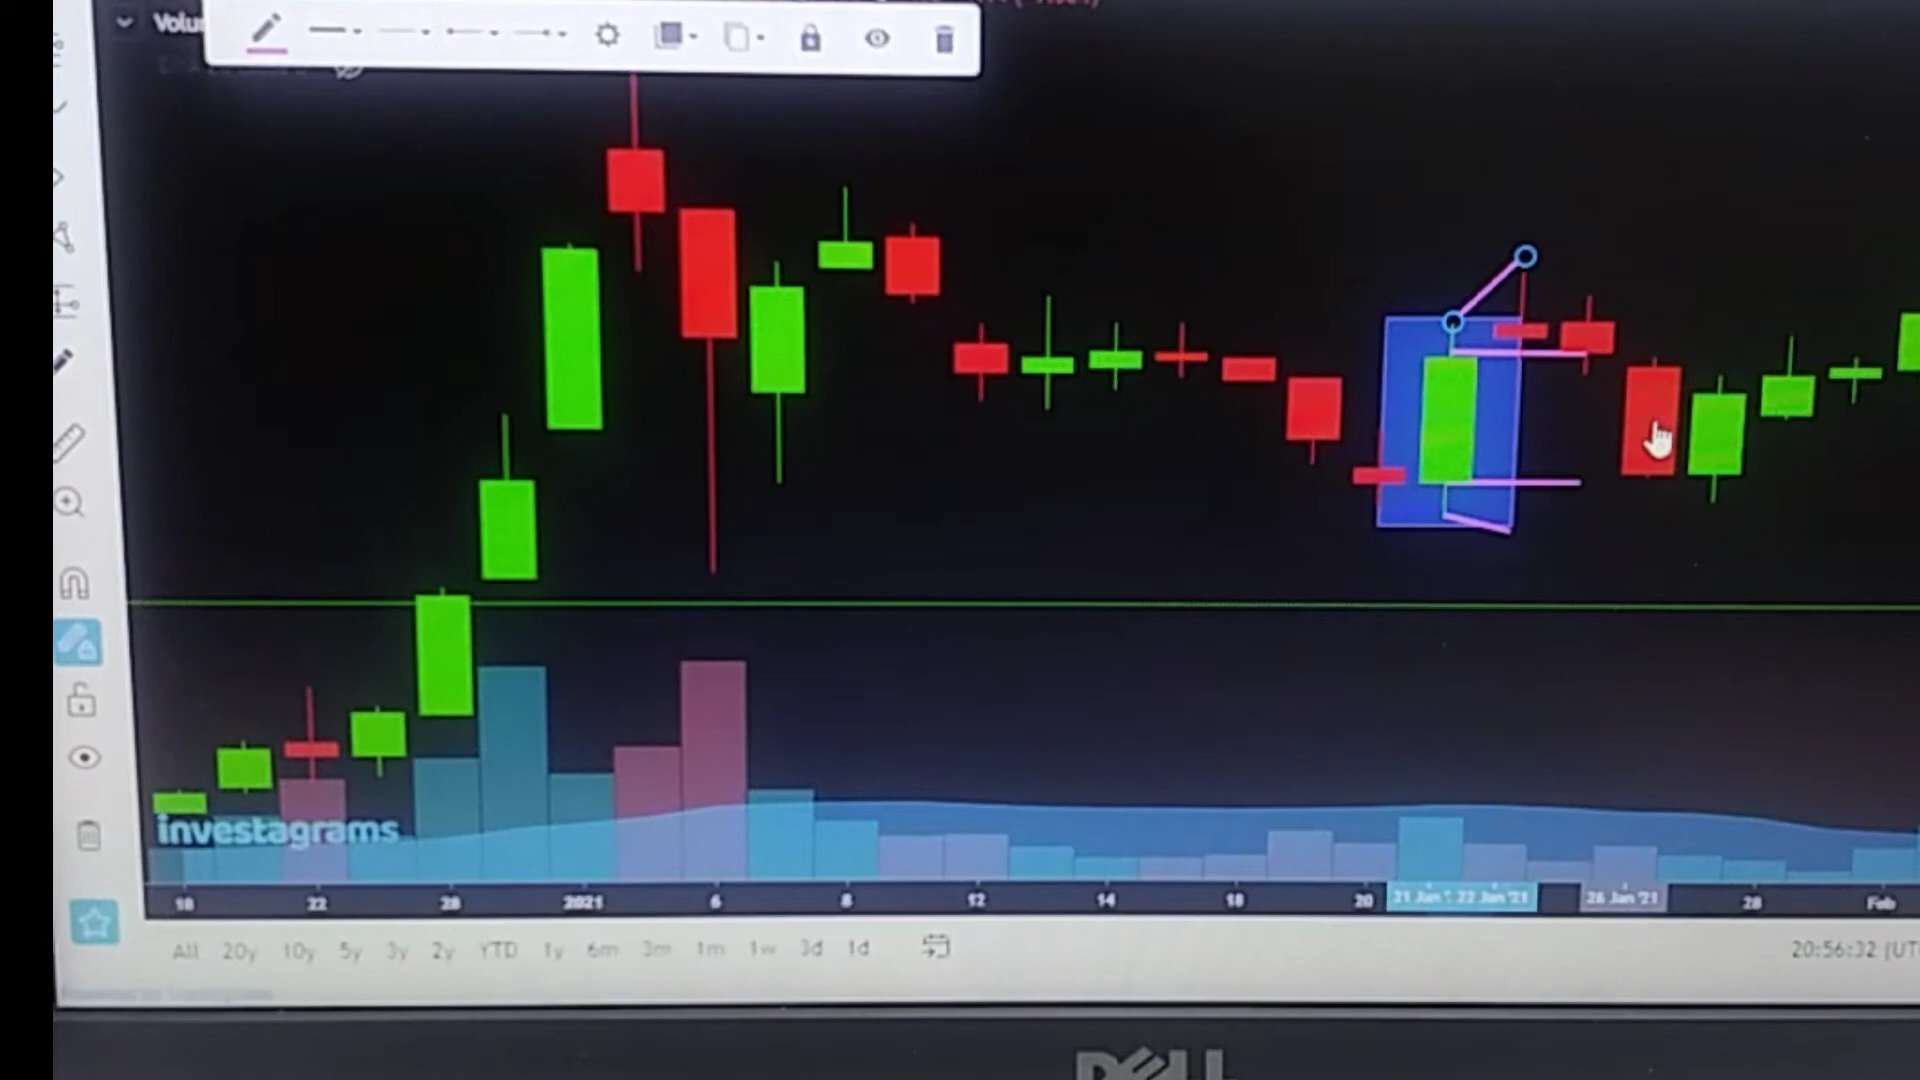 Volu
investagrams
18 22 28 2021 6 8 12 14 18 20 21 Jan ' 22 Jan '21 26 Jan '21 28 Feb
All 20y 10y 5y 3y 2y YTD 1y 6m 3m 1m 1w 3d 1d 20:56:32 (UT
DELL